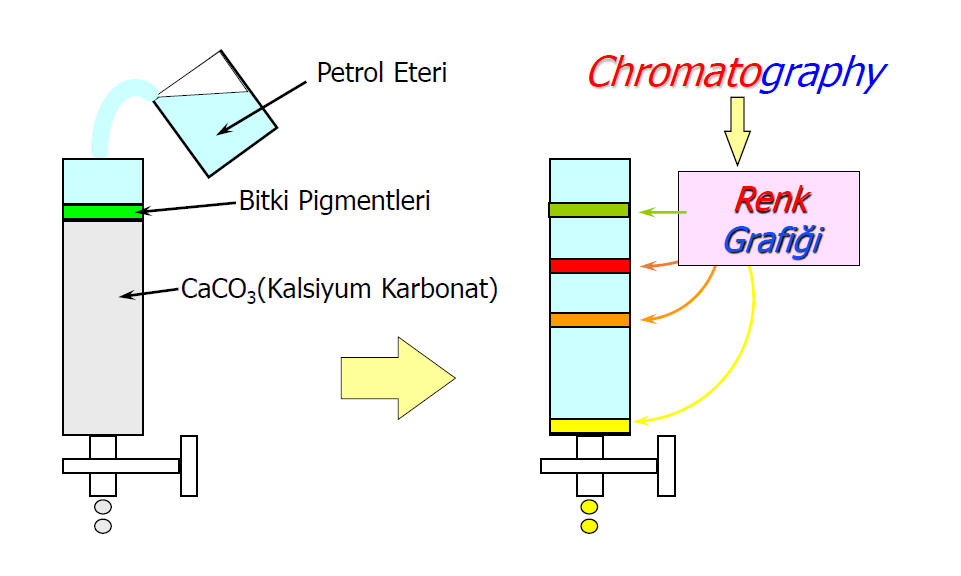 Petrol Eteri
Chromatography
Renk
Grafiği
Bitki Pigmentleri
CaCO₃(Kalsiyum Karbonat)